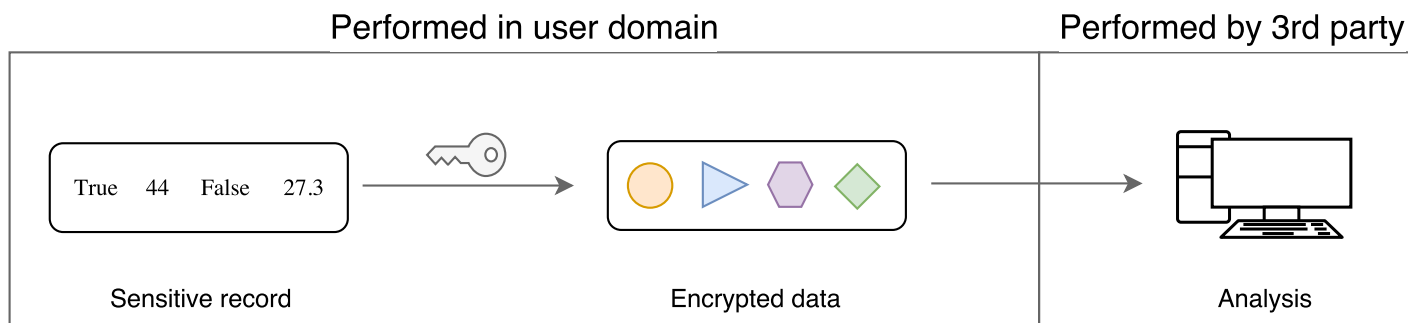 Performed in user domain
Performed by 3rd party
True 44 False 27.3
Sensitive record
Encrypted data
Analysis